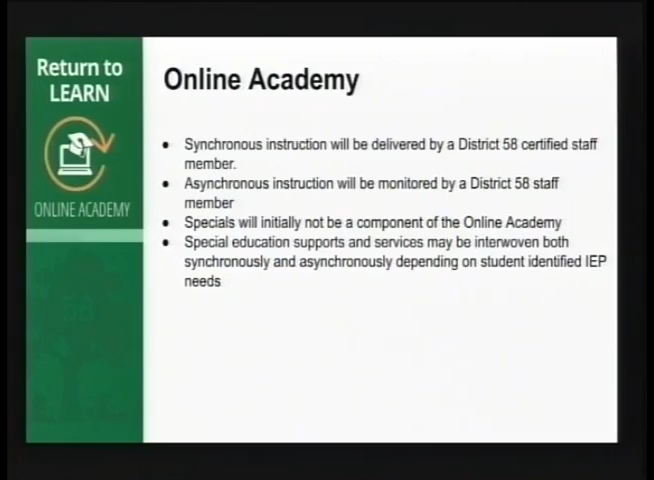 Return to
LEARN
ONLINE ACADEMY
Online Academy
• Synchronous instruction will be delivered by a District 58 certified staff
member.
• Asynchronous instruction will be monitored by a District 58 staff
member
• Specials will initially not be a component of the Online Academy
• Special education supports and services may be interwoven both
synchronously and asynchronously depending on student identified IEP
needs